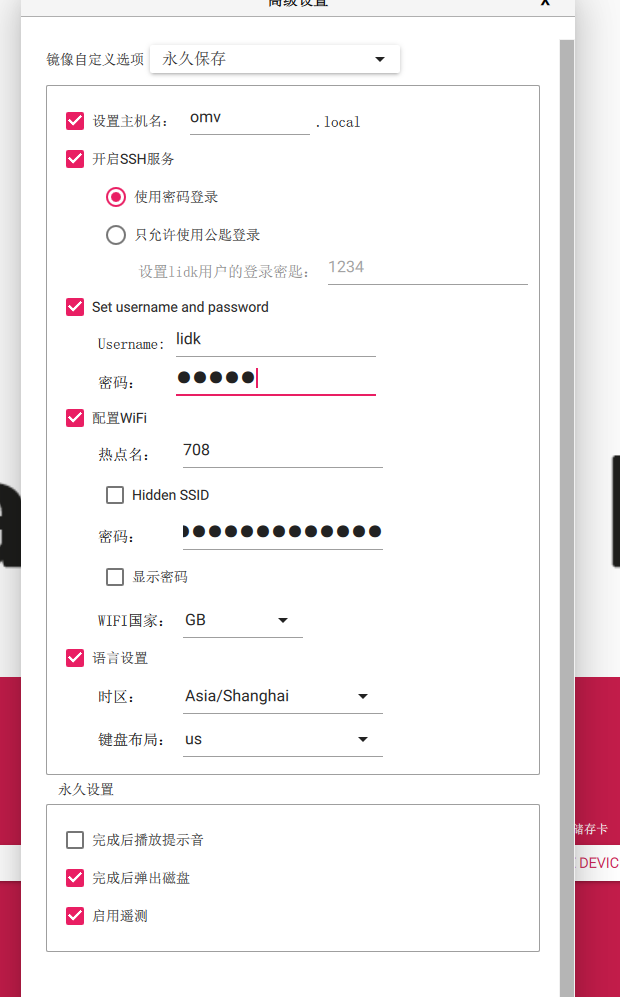 高级设置
x
镜像自定义选项 永久保存
设置主机名： omv .local
开启SSH服务
使用密码登录
只允许使用公匙登录
设置lidk用户的登录密匙： 1234
Set username and password
Username: lidk
密码： ●●●●●
配置WiFi
热点名： 708
Hidden SSID
密码： ●●●●●●●●●●●●●
显示密码
WIFI国家： GB
语言设置
时区： Asia/Shanghai
键盘布局： us
永久设置
完成后播放提示音
储存卡
完成后弹出磁盘
DEVIC
启用遥测